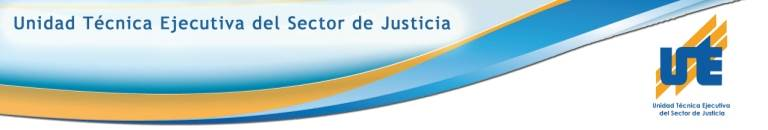 Unidad Técnica Ejecutiva del Sector de Justicia
UTE
Unidad Técnica Ejecutiva
del Sector de Justicia